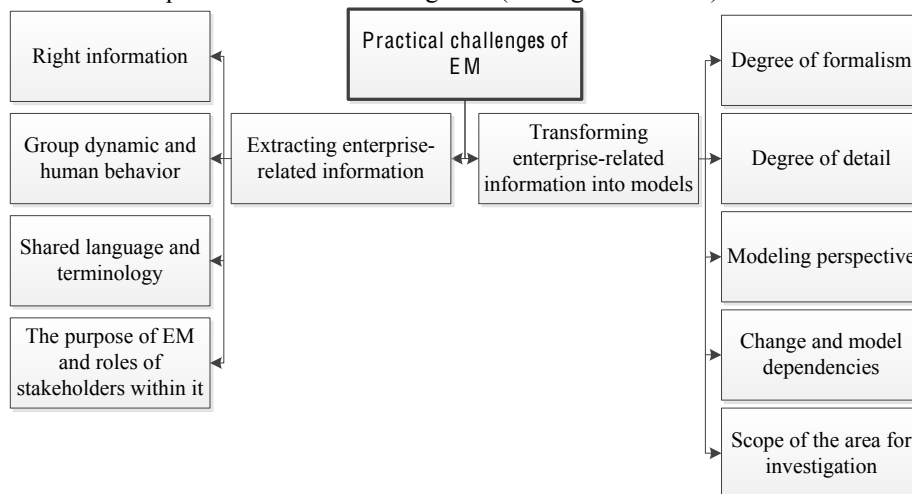 Practical challenges of
EM
Right information
Group dynamic and
human behavior
Shared language and
terminology
The purpose of EM
and roles of
stakeholders within it
Extracting enterprise-
related information
Transforming
enterprise-related
information into models
Degree of formalism
Degree of detail
Modeling perspective
Change and model
dependencies
Scope of the area for
investigation